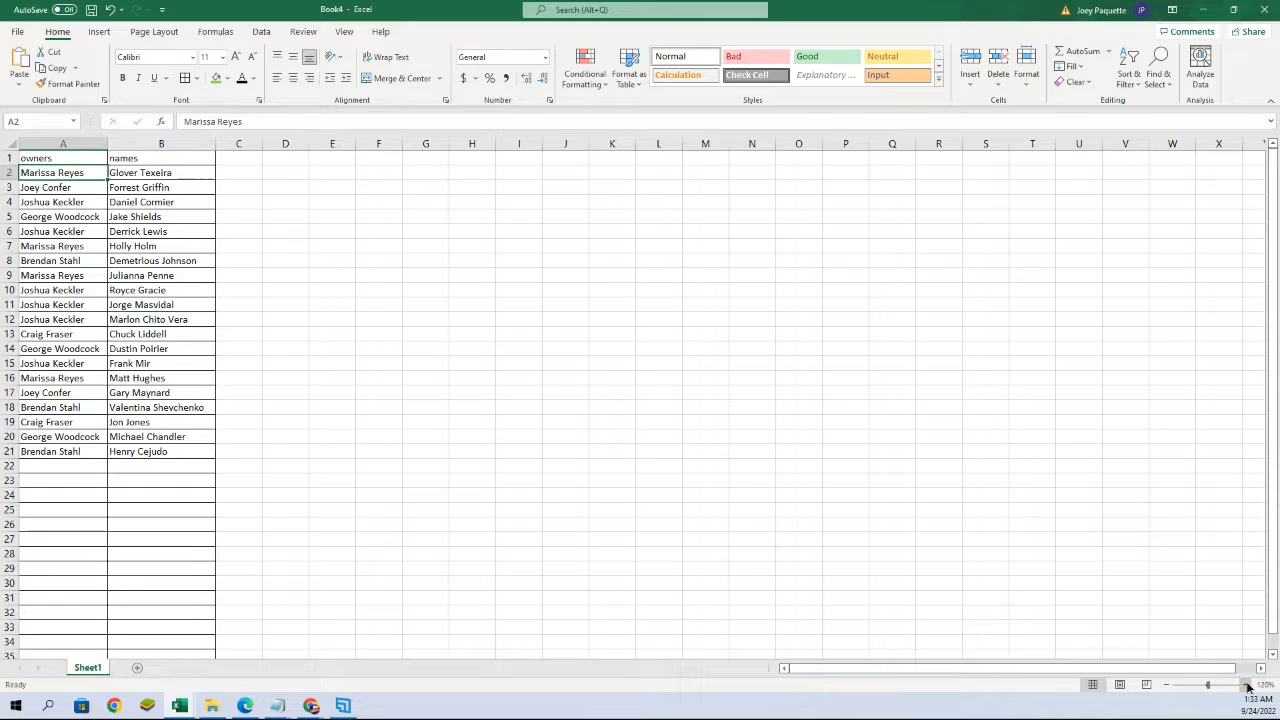 AutoSave Off Book4 - Excel Search (Alt+Q) Joey Paquette JP
File Home Insert Page Layout Formulas Data Review View Help Comments Share
Paste Cut Copy Format Painter Clipboard
Calibri 11 B I U A Font
Wrap Text Merge & Center Alignment
General $ % Number
Conditional Formatting Format as Table
Normal Bad Good Neutral
Calculation Check Cell Explanatory ... Input
Styles
Insert Delete Format Cells
AutoSum Fill Clear Sort & Filter Find & Select Editing
Analyze Data Analysis
A2 fx Marissa Reyes
A B C D E F G H I J K L M N O P Q R S T U V W X
1 owners names
2 Marissa Reyes Glover Texeira
3 Joey Confer Forrest Griffin
4 Joshua Keckler Daniel Cormier
5 George Woodcock Jake Shields
6 Joshua Keckler Derrick Lewis
7 Marissa Reyes Holly Holm
8 Brendan Stahl Demetrious Johnson
9 Marissa Reyes Julianna Penne
10 Joshua Keckler Royce Gracie
11 Joshua Keckler Jorge Masvidal
12 Joshua Keckler Marlon Chito Vera
13 Craig Fraser Chuck Liddell
14 George Woodcock Dustin Poirier
15 Joshua Keckler Frank Mir
16 Marissa Reyes Matt Hughes
17 Joey Confer Gary Maynard
18 Brendan Stahl Valentina Shevchenko
19 Craig Fraser Jon Jones
20 George Woodcock Michael Chandler
21 Brendan Stahl Henry Cejudo
22
23
24
25
26
27
28
29
30
31
32
33
34
35
Sheet1
Ready 120%
1:33 AM
9/24/2022